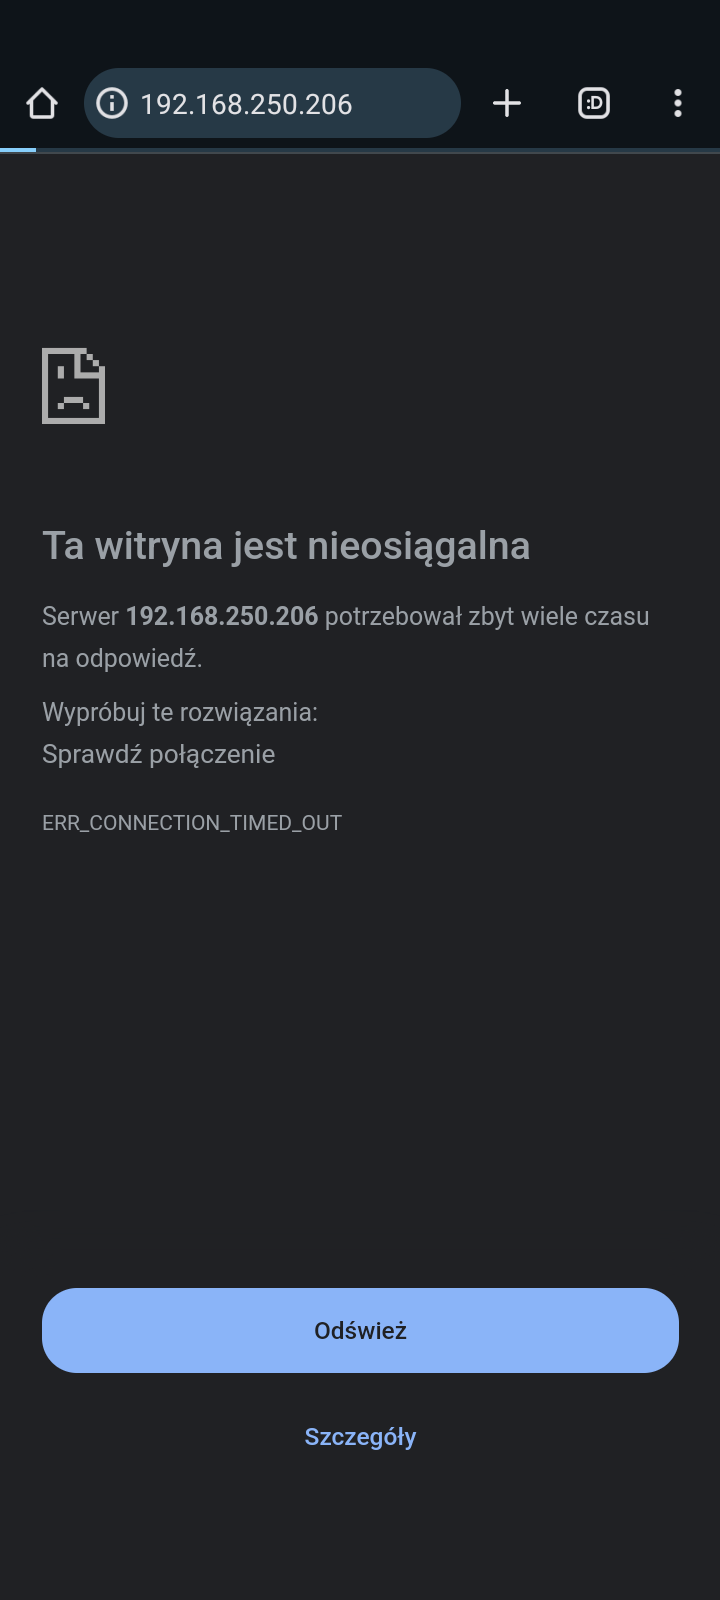 192.168.250.206
:D
Ta witryna jest nieosiągalna
Serwer 192.168.250.206 potrzebował zbyt wiele czasu
na odpowiedź.
Wypróbuj te rozwiązania:
Sprawdź połączenie
ERR_CONNECTION_TIMED_OUT
Odśwież
Szczegóły